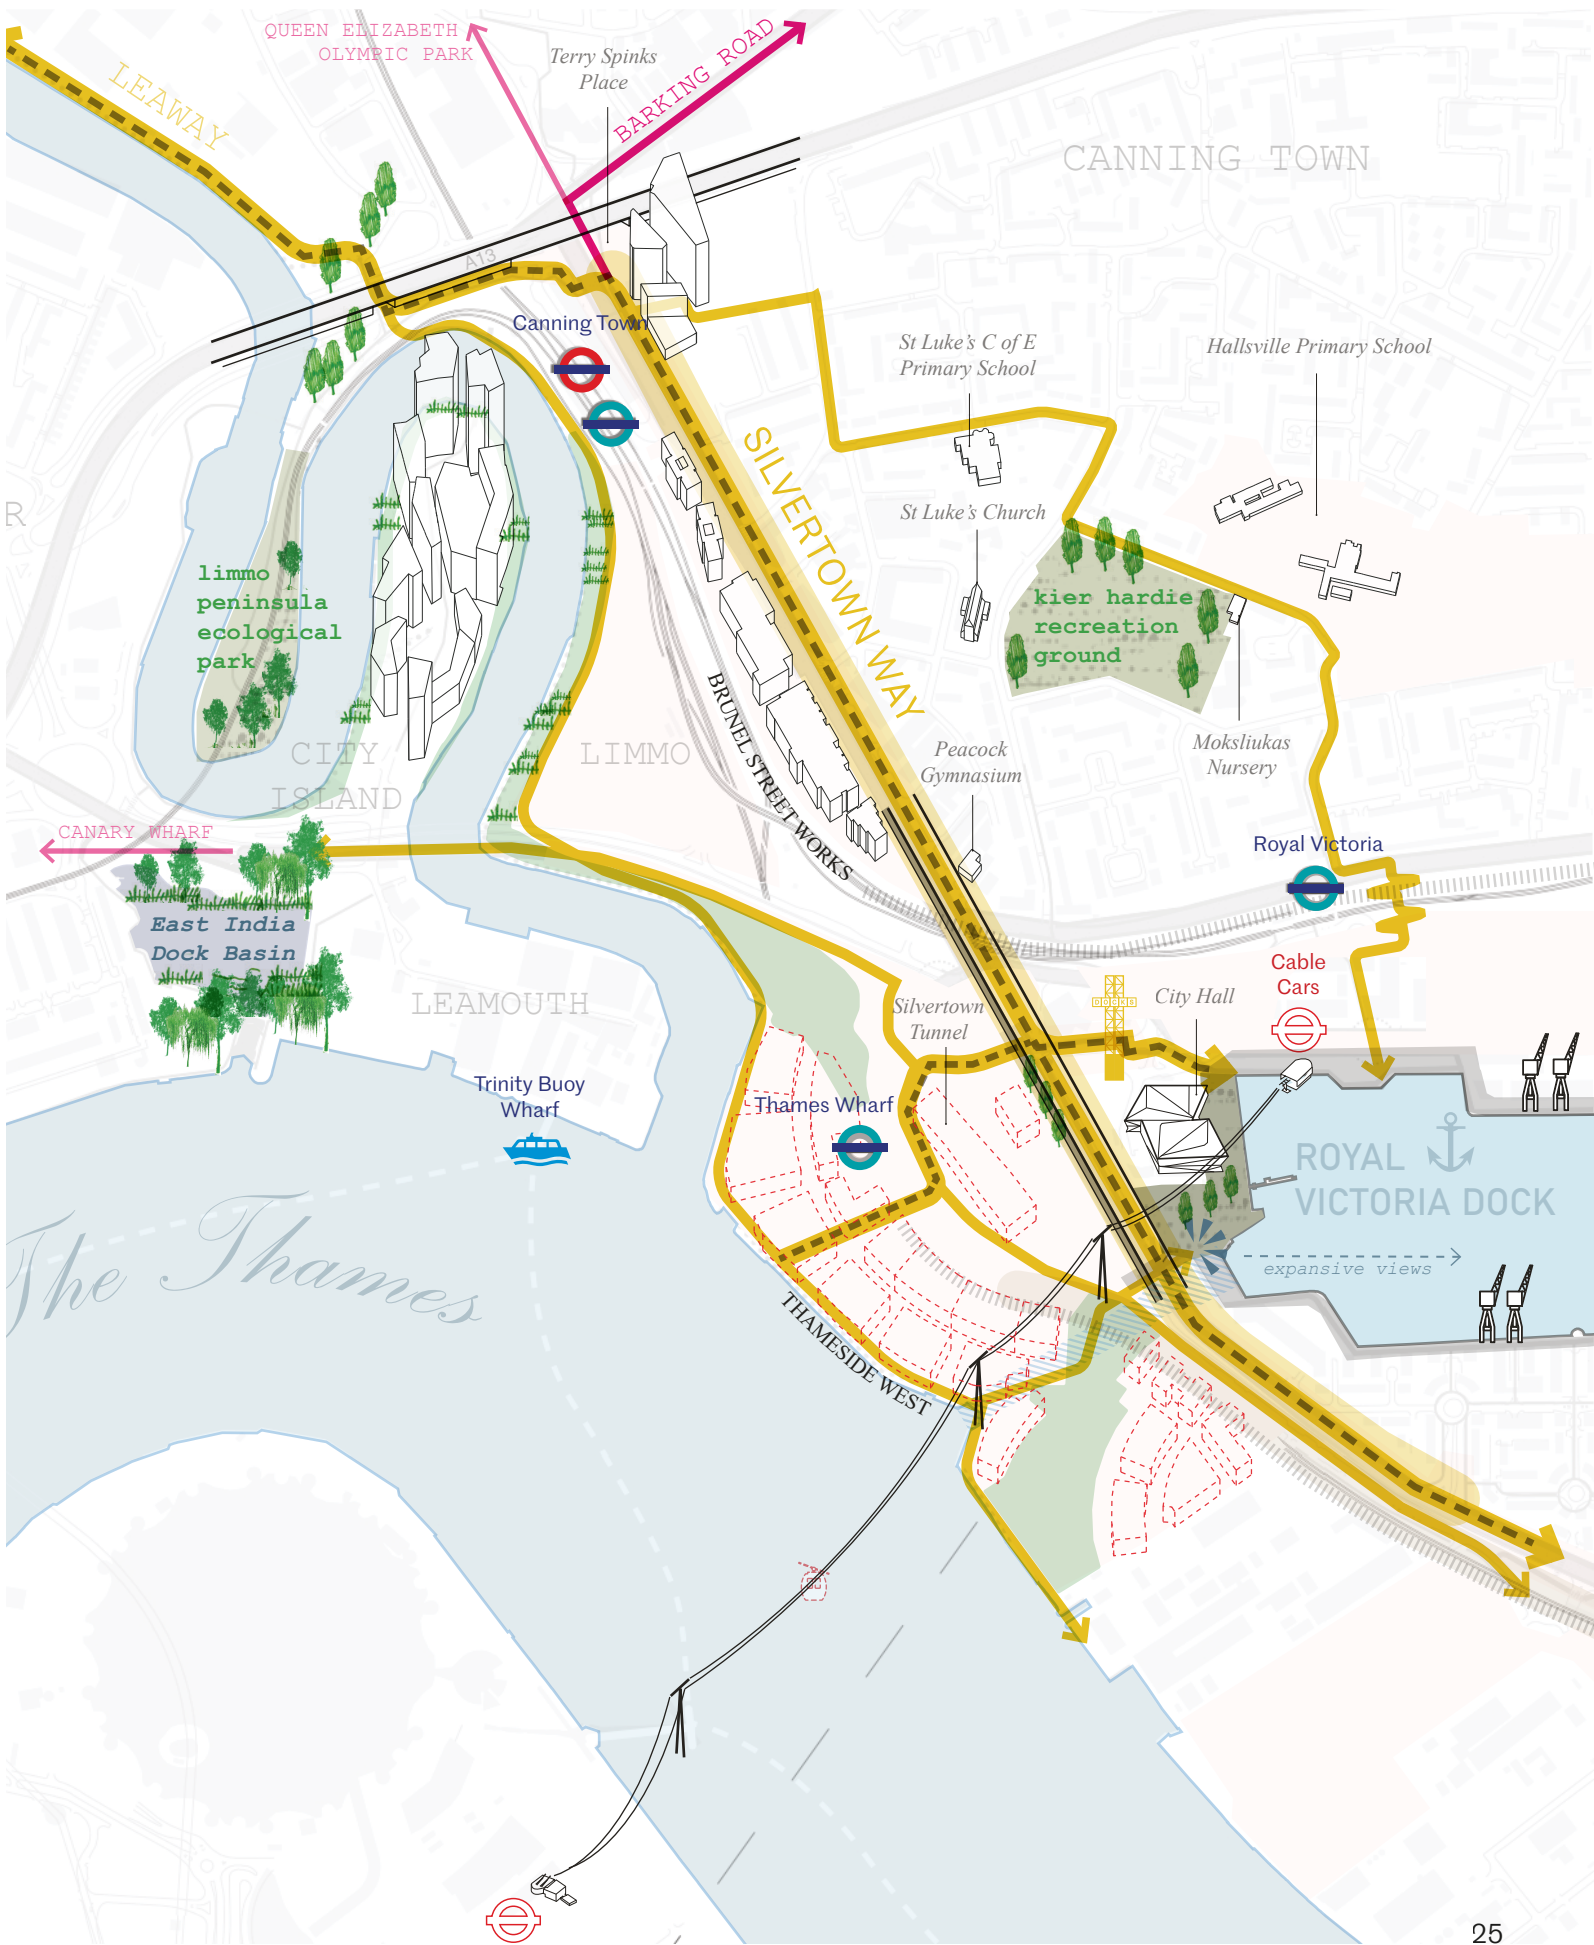 QUEEN ELIZABETH
OLYMPIC PARK
Terry Spinks
Place
BARKING ROAD
LEAWAY
CANNING TOWN
A13
Canning Town
St Luke's C of E
Primary School
Hallsville Primary School
SILVERTOWN WAY
R
St Luke's Church
limmo
peninsula
ecological
park
kier hardie
recreation
ground
BRUNEL STREET WORKS
CITY
ISLAND
LIMMO
Peacock
Gymnasium
Moksliukas
Nursery
CANARY WHARF
Royal Victoria
East India
Dock Basin
LEAMOUTH
Silvertown
Tunnel
DOCKS
City Hall
Cable
Cars
Trinity Buoy
Wharf
Thames Wharf
ROYAL
VICTORIA DOCK
expansive views
The Thames
THAMESIDE WEST
25